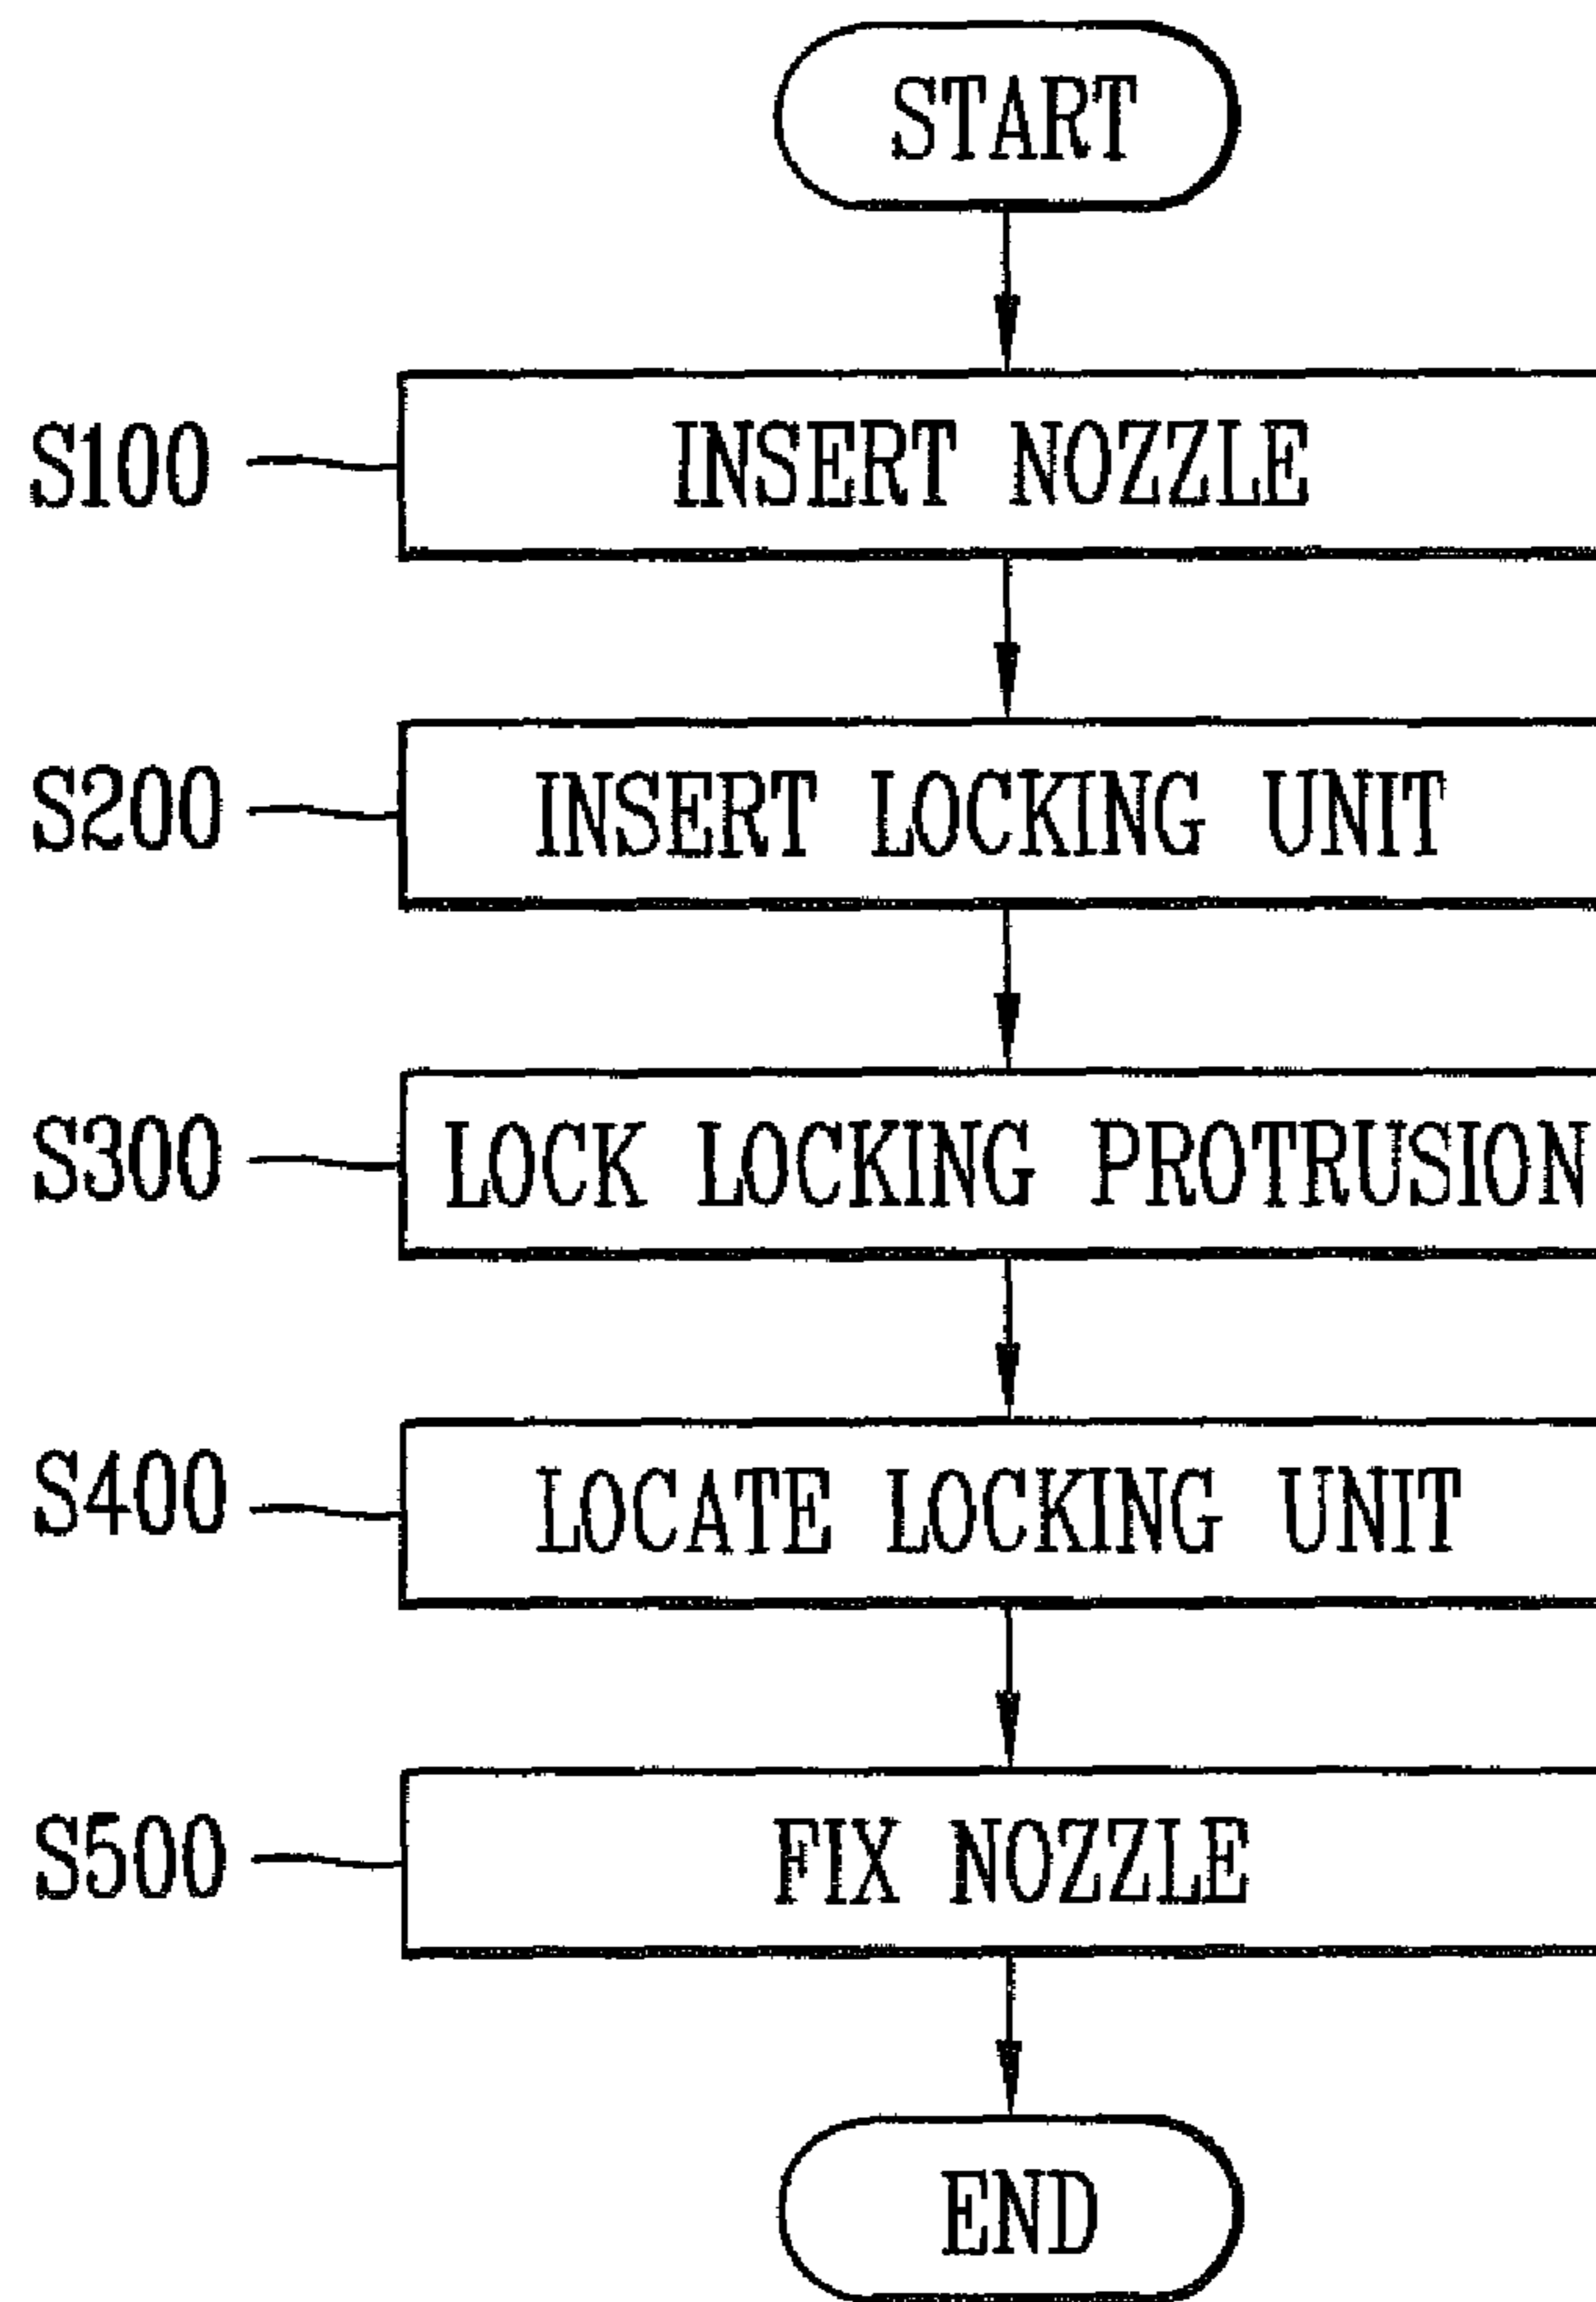 START
S100 INSERT NOZZLE
S200 INSERT LOCKING UNIT
S300 LOCK LOCKING PROTRUSION
S400 LOCATE LOCKING UNIT
S500 FIX NOZZLE
END